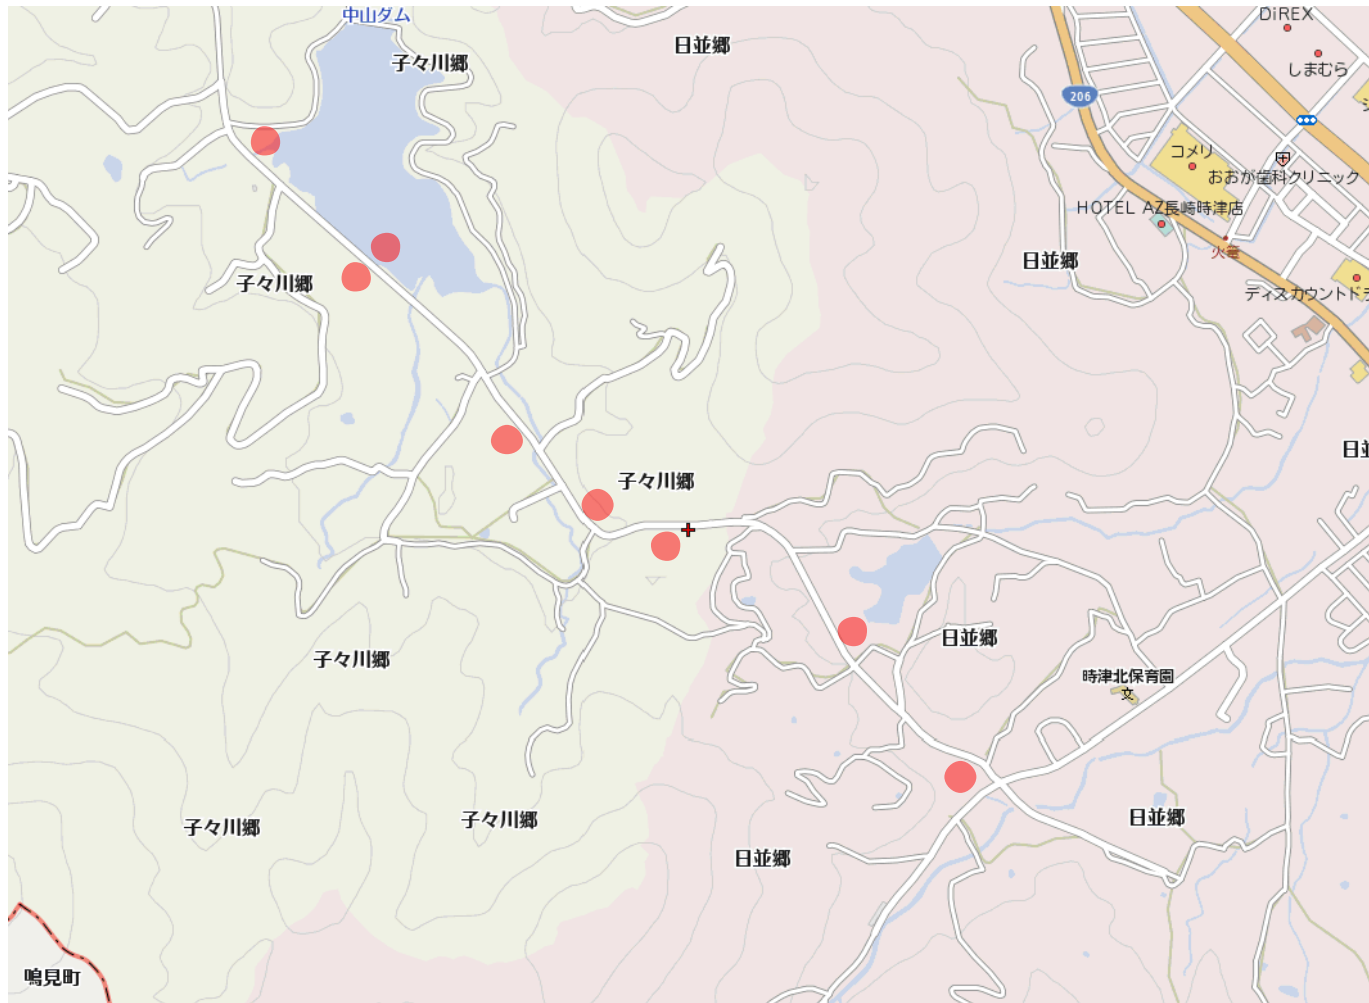 中山ダム
DiREX
日並郷
子々川郷
しまむら
206
コメリ
おおが歯科クリニック
HOTEL AZ長崎時津店
火篭
日並郷
子々川郷
ディスカウントドラ
日並
子々川郷
日並郷
子々川郷
時津北保育園
文
子々川郷
子々川郷
日並郷
日並郷
鳴見町